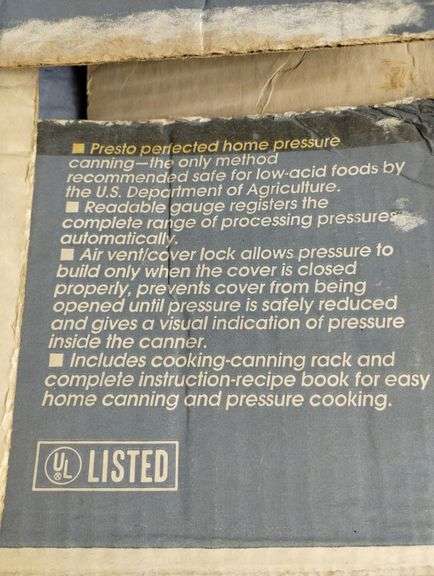 ■ Presto perfected home pressure
canning—the only method
recommended safe for low-acid foods by
the U.S. Department of Agriculture.
■ Readable gauge registers the
complete range of processing pressures
automatically.
■ Air vent/cover lock allows pressure to
build only when the cover is closed
properly, prevents cover from being
opened until pressure is safely reduced
and gives a visual indication of pressure
inside the canner.
■ Includes cooking-canning rack and
complete instruction-recipe book for easy
home canning and pressure cooking.
UL® LISTED